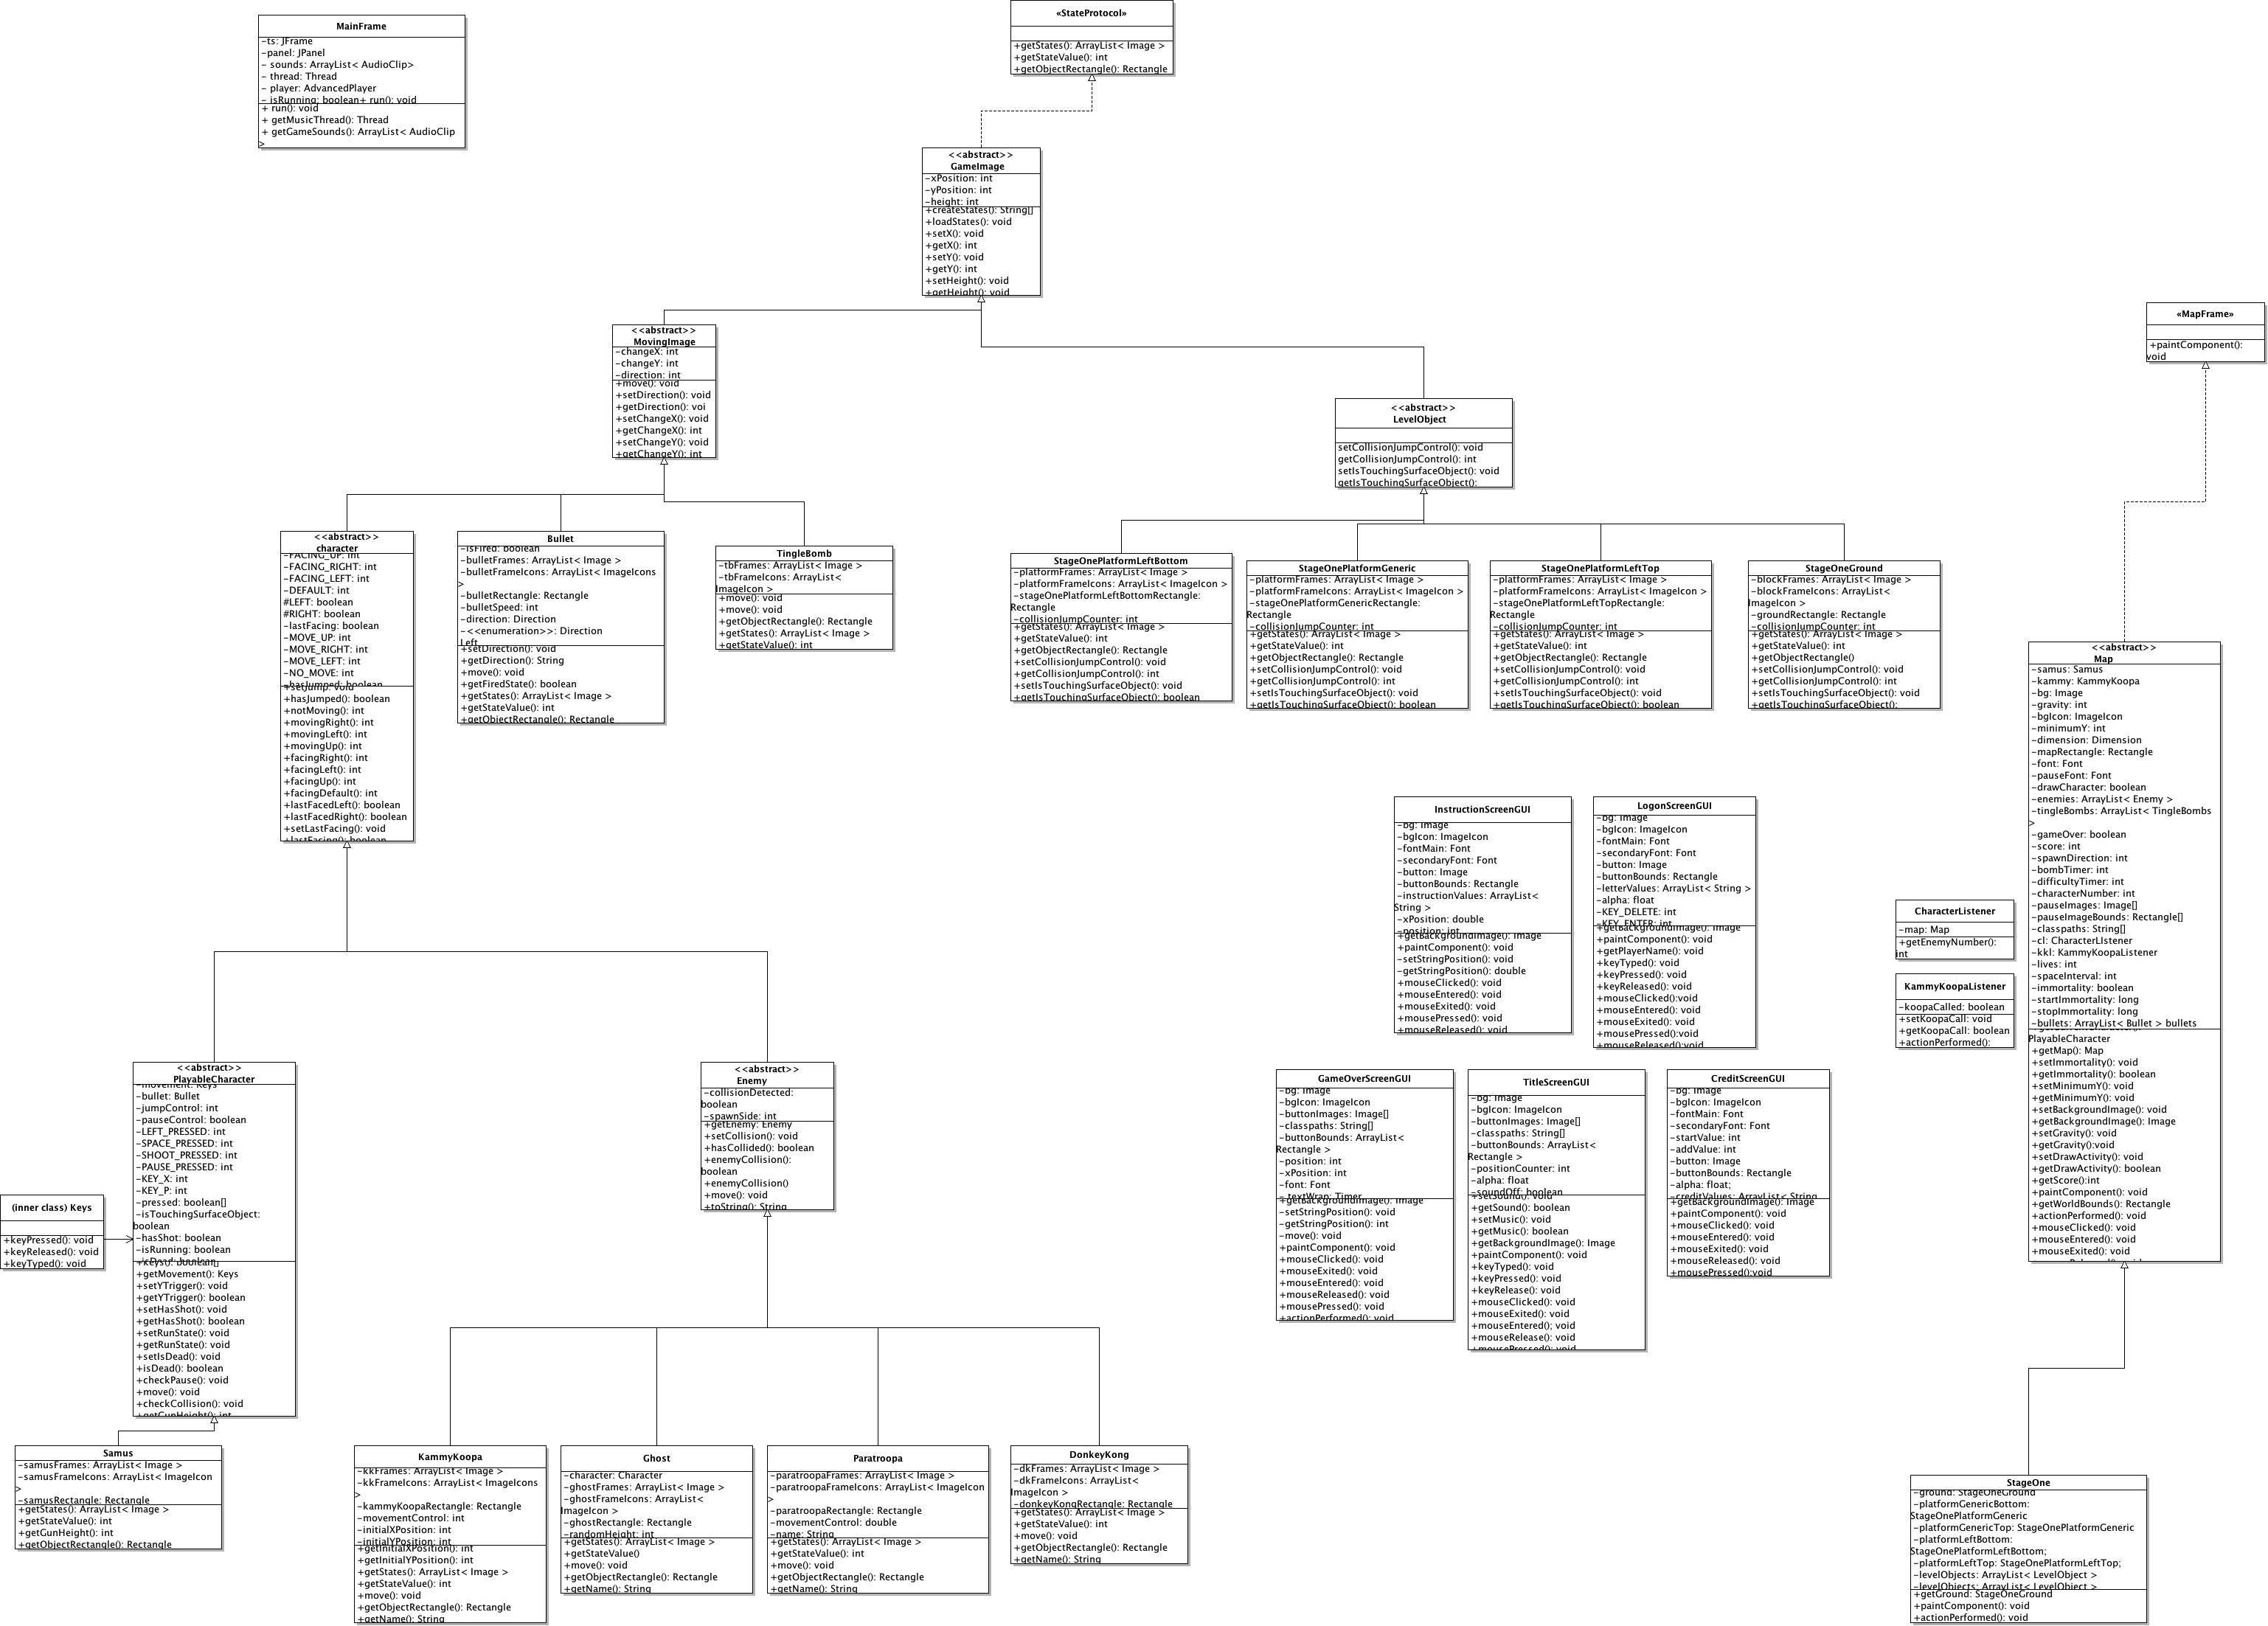 MainFrame
-ts: JFrame
-panel: JPanel
- sounds: ArrayList< AudioClip>
- thread: Thread
- player: AdvancedPlayer
- isRunning: boolean+ run(): void
+ run(): void
+ getMusicThread(): Thread
+ getGameSounds(): ArrayList< AudioClip
>
«StateProtocol»
+getStates(): ArrayList< Image >
+getStateValue(): int
+getObjectRectangle(): Rectangle
<<abstract>>
GameImage
-xPosition: int
-yPosition: int
-height: int
+createStates(): String[]
+loadStates(): void
+setX(): void
+getX(): int
+setY(): void
+getY(): int
+setHeight(): void
+getHeight(): void
«MapFrame»
+paintComponent():
void
<<abstract>>
MovingImage
-changeX: int
-changeY: int
-direction: int
+move(): void
+setDirection(): void
+getDirection(): voi
+setChangeX(): void
+getChangeX(): int
+setChangeY(): void
+getChangeY(): int
<<abstract>>
LevelObject
setCollisionJumpControl(): void
getCollisionJumpControl(): int
setIsTouchingSurfaceObject(): void
getIsTouchingSurfaceObject():
<<abstract>>
character
-FACING_UP: int
-FACING_RIGHT: int
-FACING_LEFT: int
-DEFAULT: int
#LEFT: boolean
#RIGHT: boolean
-lastFacing: boolean
-MOVE_UP: int
-MOVE_RIGHT: int
-MOVE_LEFT: int
-NO_MOVE: int
-hasJumped: boolean
+setJump: void
+hasJumped(): boolean
+notMoving(): int
+movingRight(): int
+movingLeft(): int
+movingUp(): int
+facingRight(): int
+facingLeft(): int
+facingUp(): int
+facingDefault(): int
+lastFacedLeft(): boolean
+lastFacedRight(): boolean
+setLastFacing(): void
+lastFacing(): boolean
Bullet
-isFired: boolean
-bulletFrames: ArrayList< Image >
-bulletFrameIcons: ArrayList< ImageIcons
>
-bulletRectangle: Rectangle
-bulletSpeed: int
-direction: Direction
-<<enumeration>>: Direction
Left,
+setDirection(): void
+getDirection(): String
+move(): void
+getFiredState(): boolean
+getStates(): ArrayList< Image >
+getStateValue(): int
+getObjectRectangle(): Rectangle
TingleBomb
-tbFrames: ArrayList< Image >
-tbFrameIcons: ArrayList<
ImageIcon >
+move(): void
+move(): void
+getObjectRectangle(): Rectangle
+getStates(): ArrayList< Image >
+getStateValue(): int
StageOnePlatformLeftBottom
-platformFrames: ArrayList< Image >
-platformFrameIcons: ArrayList< ImageIcon >
-stageOnePlatformLeftBottomRectangle:
Rectangle
-collisionJumpCounter: int
+getStates(): ArrayList< Image >
+getStateValue(): int
+getObjectRectangle(): Rectangle
+setCollisionJumpControl(): void
+getCollisionJumpControl(): int
+setIsTouchingSurfaceObject(): void
+getIsTouchingSurfaceObject(): boolean
StageOnePlatformGeneric
-platformFrames: ArrayList< Image >
-platformFrameIcons: ArrayList< ImageIcon >
-stageOnePlatformGenericRectangle:
Rectangle
-collisionJumpCounter: int
+getStates(): ArrayList< Image >
+getStateValue(): int
+getObjectRectangle(): Rectangle
+setCollisionJumpControl(): void
+getCollisionJumpControl(): int
+setIsTouchingSurfaceObject(): void
+getIsTouchingSurfaceObject(): boolean
StageOnePlatformLeftTop
-platformFrames: ArrayList< Image >
-platformFrameIcons: ArrayList< ImageIcon >
-stageOnePlatformLeftTopRectangle:
Rectangle
-collisionJumpCounter: int
+getStates(): ArrayList< Image >
+getStateValue(): int
+getObjectRectangle(): Rectangle
+setCollisionJumpControl(): void
+getCollisionJumpControl(): int
+setIsTouchingSurfaceObject(): void
+getIsTouchingSurfaceObject(): boolean
StageOneGround
-blockFrames: ArrayList< Image >
-blockFrameIcons: ArrayList<
ImageIcon >
-groundRectangle: Rectangle
-collisionJumpCounter: int
+getStates(): ArrayList< Image >
+getStateValue(): int
+getObjectRectangle()
+setCollisionJumpControl(): void
+getCollisionJumpControl(): int
+setIsTouchingSurfaceObject(): void
+getIsTouchingSurfaceObject():
<<abstract>>
Map
-samus: Samus
-kammy: KammyKoopa
-bg: Image
-gravity: int
-bgIcon: ImageIcon
-minimumY: int
-dimension: Dimension
-mapRectangle: Rectangle
-font: Font
-pauseFont: Font
-drawCharacter: boolean
-enemies: ArrayList< Enemy >
-tingleBombs: ArrayList< TingleBombs
>
-gameOver: boolean
-score: int
-spawnDirection: int
-bombTimer: int
-difficultyTimer: int
-characterNumber: int
-pauseImages: Image[]
-pauseImageBounds: Rectangle[]
-classpaths: String[]
-cl: CharacterLIstener
-kkl: KammyKoopaListener
-lives: int
-spaceInterval: int
-immortality: boolean
-startImmortality: long
-stopImmortality: long
-bullets: ArrayList< Bullet > bullets
PlayableCharacter
+getMap(): Map
+setImmortality(): void
+getImmortality(): boolean
+setMinimumY(): void
+getMinimumY(): void
+setBackgroundImage(): void
+getBackgroundImage(): Image
+setGravity(): void
+getGravity():void
+setDrawActivity(): void
+getDrawActivity(): boolean
+getScore():int
+paintComponent(): void
+getWorldBounds(): Rectangle
+actionPerformed(): void
+mouseClicked(): void
+mouseEntered(): void
+mouseExited(): void
InstructionScreenGUI
-bg: Image
-bgIcon: ImageIcon
-fontMain: Font
-secondaryFont: Font
-button: Image
-buttonBounds: Rectangle
-instructionValues: ArrayList<
String >
-xPosition: double
-position: int
+getBackgroundImage(): Image
+paintComponent(): void
-setStringPosition(): void
-getStringPosition(): double
+mouseClicked(): void
+mouseEntered(): void
+mouseExited(): void
+mousePressed(): void
+mouseReleased(): void
LogonScreenGUI
-bg: Image
-bgIcon: ImageIcon
-fontMain: Font
-secondaryFont: Font
-button: Image
-buttonBounds: Rectangle
-letterValues: ArrayList< String >
-alpha: float
-KEY_DELETE: int
-KEY_ENTER: int
+getBackgroundImage(): Image
+paintComponent(): void
+getPlayerName(): void
+keyTyped(): void
+keyPressed(): void
+keyReleased(): void
+mouseClicked():void
+mouseEntered(): void
+mouseExited(): void
+mousePressed():void
+mouseReleased():void
CharacterListener
-map: Map
+getEnemyNumber():
int
KammyKoopaListener
-koopaCalled: boolean
+setKoopaCall: void
+getKoopaCall: boolean
+actionPerformed():
<<abstract>>
PlayableCharacter
-movement: Keys
-bullet: Bullet
-jumpControl: int
-pauseControl: boolean
-LEFT_PRESSED: int
-SPACE_PRESSED: int
-SHOOT_PRESSED: int
-PAUSE_PRESSED: int
-KEY_X: int
-KEY_P: int
-pressed: boolean[]
-isTouchingSurfaceObject:
boolean
-hasShot: boolean
-isRunning: boolean
+keys(): boolean[]
+getMovement(): Keys
+setYTrigger(): void
+getYTrigger(): boolean
+setHasShot(): void
+getHasShot(): boolean
+setRunState(): void
+getRunState(): void
+setIsDead(): void
+isDead(): boolean
+checkPause(): void
+move(): void
+checkCollision(): void
+getGunHeight(): int
(inner class) Keys
+keyPressed(): void
+keyReleased(): void
+keyTyped(): void
<<abstract>>
Enemy
-collisionDetected:
boolean
-spawnSide: int
+getEnemy: Enemy
+setCollision(): void
+hasCollided(): boolean
+enemyCollision():
boolean
+enemyCollision()
+move(): void
+toString(): String
GameOverScreenGUI
-bg: Image
-bgIcon: ImageIcon
-buttonImages: Image[]
-classpaths: String[]
-buttonBounds: ArrayList<
Rectangle >
-position: int
-xPosition: int
-font: Font
-textWrap: Timer
+getBackgroundImage(): Image
-setStringPosition(): void
-getStringPosition(): int
-move(): void
+paintComponent(): void
+mouseClicked(): void
+mouseExited(): void
+mouseEntered(): void
+mouseReleased(): void
+mousePressed(): void
+actionPerformed(): void
TitleScreenGUI
-bg: Image
-bgIcon: ImageIcon
-buttonImages: Image[]
-classpaths: String[]
-buttonBounds: ArrayList<
Rectangle >
-positionCounter: int
-alpha: float
-soundOff: boolean
+setSound(): void
+getSound(): boolean
+setMusic(): void
+getMusic(): boolean
+getBackgroundImage(): Image
+paintComponent(): void
+keyTyped(): void
+keyPressed(): void
+keyRelease(): void
+mouseClicked(): void
+mouseExited(): void
+mouseEntered(); void
+mouseRelease(): void
+mousePressed(): void
CreditScreenGUI
-bg: Image
-bgIcon: ImageIcon
-fontMain: Font
-secondaryFont: Font
-startValue: int
-addValue: int
-button: Image
-buttonBounds: Rectangle
-alpha: float;
-creditValues: ArrayList< String
+getBackgroundImage(): Image
+paintComponent(): void
+mouseClicked(): void
+mouseEntered(): void
+mouseExited(): void
+mouseReleased(): void
+mousePressed():void
Samus
-samusFrames: ArrayList< Image >
-samusFrameIcons: ArrayList< ImageIcon
>
-samusRectangle: Rectangle
+getStates(): ArrayList< Image >
+getStateValue(): int
+getGunHeight(): int
+getObjectRectangle(): Rectangle
KammyKoopa
-kkFrames: ArrayList< Image >
-kkFrameIcons: ArrayList< ImageIcons
>
-kammyKoopaRectangle: Rectangle
-movementControl: int
-initialXPosition: int
-initialYPosition: int
+getInitialXPosition(): int
+getInitialYPosition(): int
+getStates(): ArrayList< Image >
+getStateValue(): int
+move(): void
+getObjectRectangle(): Rectangle
+getName(): String
Ghost
-character: Character
-ghostFrames: ArrayList< Image >
-ghostFrameIcons: ArrayList<
ImageIcon >
-ghostRectangle: Rectangle
-randomHeight: int
+getStates(): ArrayList< Image >
+getStateValue()
+move(): void
+getObjectRectangle(): Rectangle
+getName(): String
Paratroopa
-paratroopaFrames: ArrayList< Image >
-paratroopaFrameIcons: ArrayList< ImageIcon
>
-paratroopaRectangle: Rectangle
-movementControl: double
-name: String
+getStates(): ArrayList< Image >
+getStateValue(): int
+move(): void
+getObjectRectangle(): Rectangle
+getName(): String
DonkeyKong
-dkFrames: ArrayList< Image >
-dkFrameIcons: ArrayList<
ImageIcon >
-donkeyKongRectangle: Rectangle
+getStates(): ArrayList< Image >
+getStateValue(): int
+move(): void
+getObjectRectangle(): Rectangle
+getName(): String
StageOne
-ground: StageOneGround
-platformGenericBottom:
StageOnePlatformGeneric
-platformGenericTop: StageOnePlatformGeneric
-platformLeftBottom:
StageOnePlatformLeftBottom;
-platformLeftTop: StageOnePlatformLeftTop;
-levelObjects: ArrayList< LevelObject >
-levelObjects: ArrayList< LevelObject >
+getGround: StageOneGround
+paintComponent(): void
+actionPerformed(): void